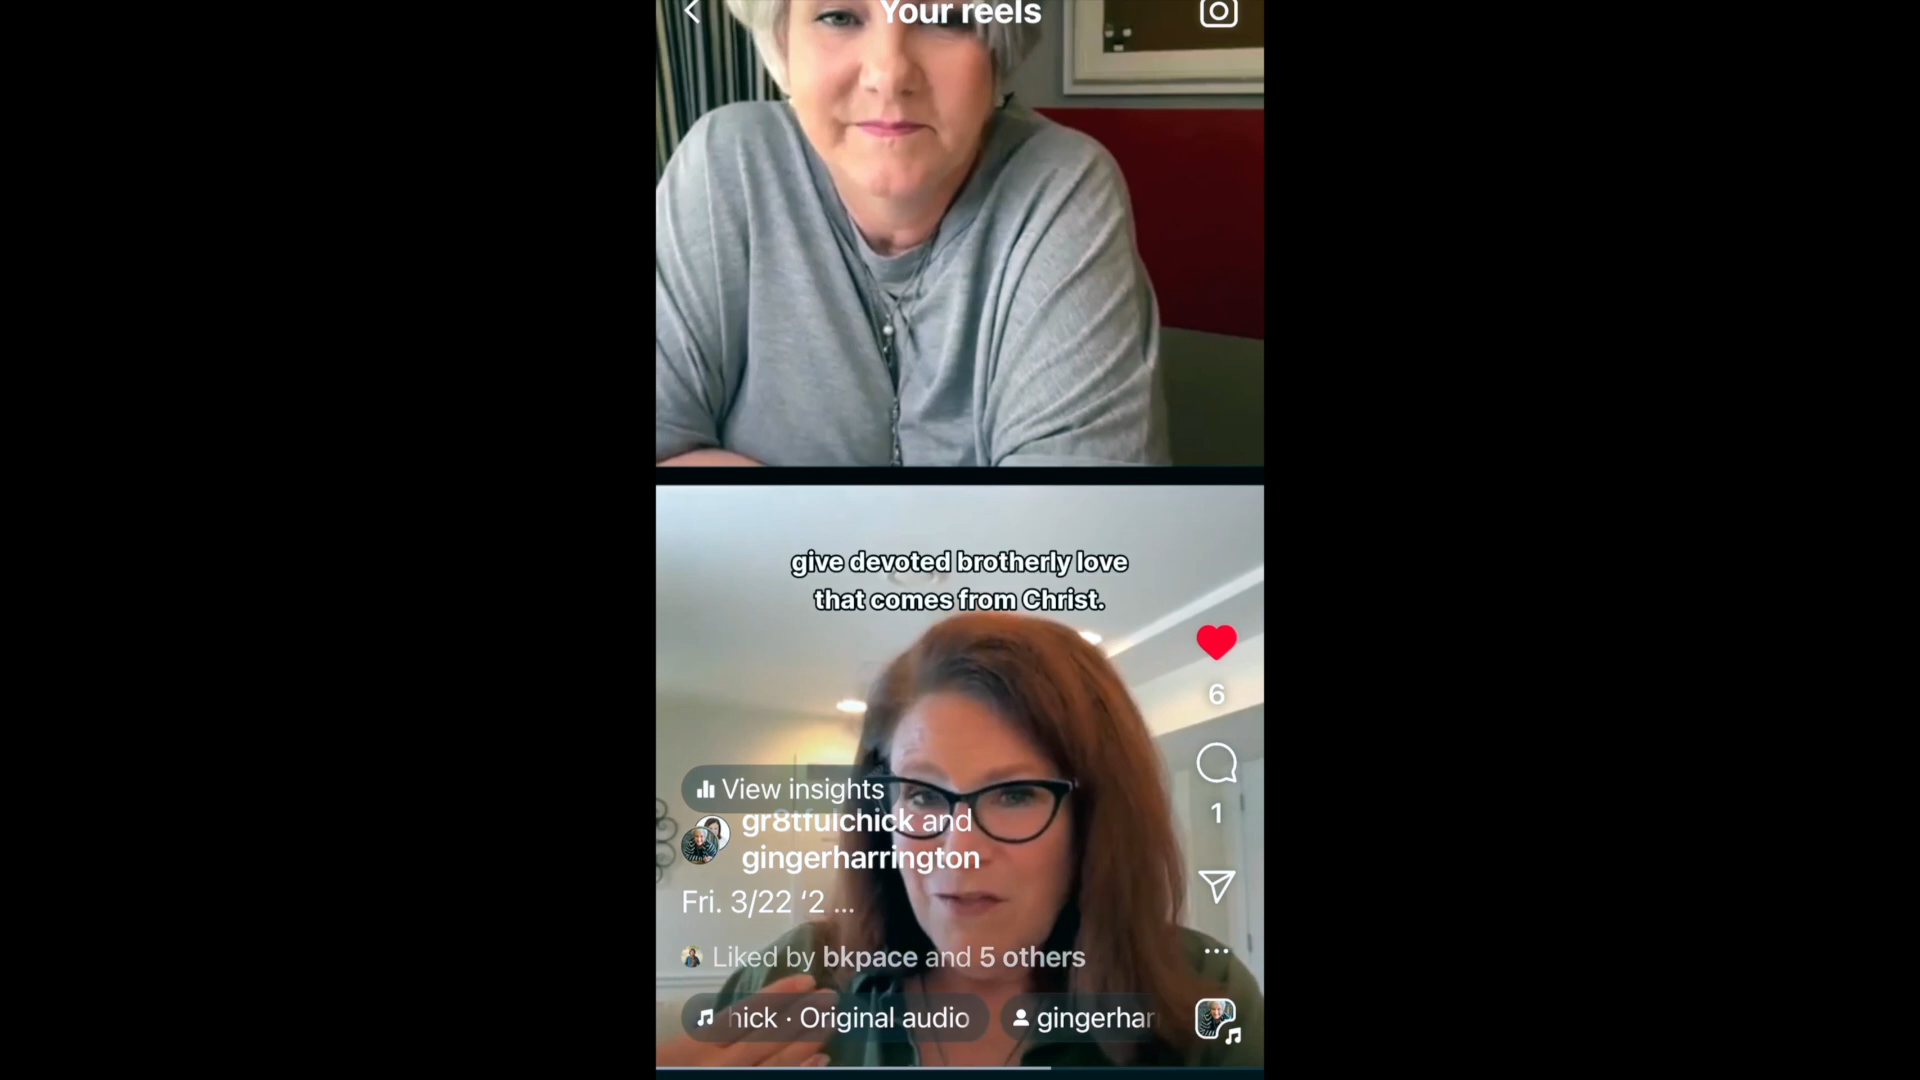 Your reels
give devoted brotherly love
that comes from Christ.
6
View insights
gr8tfulchick and
gingerharrington
1
Fri. 3/22 ‘2 ...
Liked by bkpace and 5 others
hick · Original audio
gingerhar